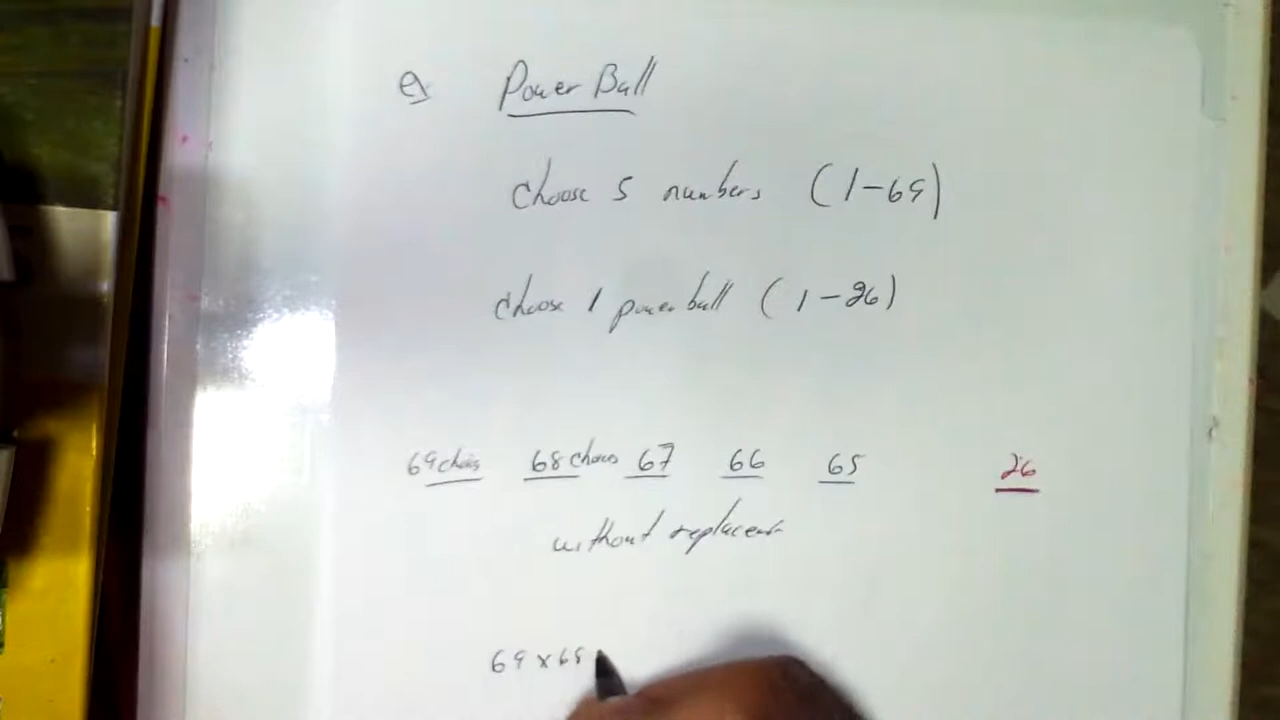 Q Power Ball
Choose 5 numbers (1-69)
choose 1 power ball (1-26)
69 choices 68 choices 67 66 65 26
without replacement
69 x 68